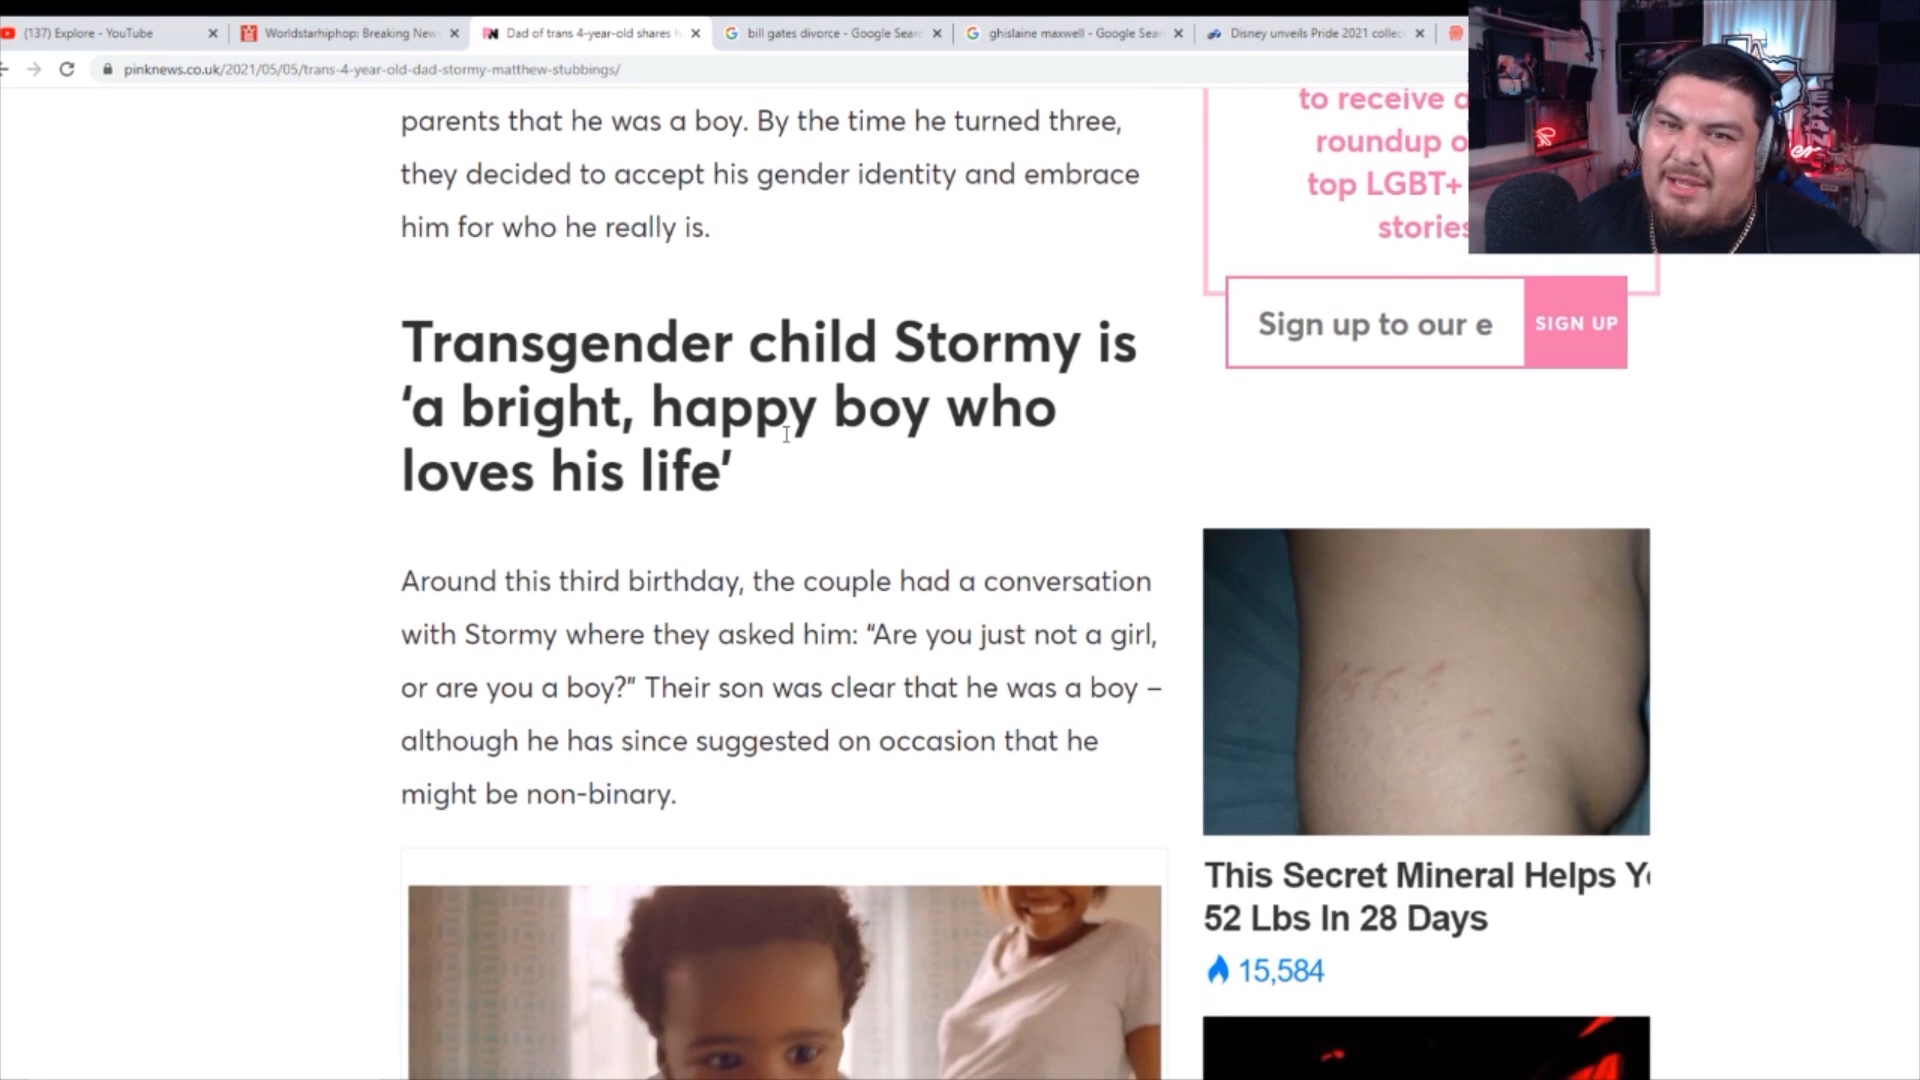 (137) Explore - YouTube
Worldstarhiphop: Breaking New
Dad of trans 4-year-old shares h
bill gates divorce - Google Searc
ghislaine maxwell - Google Sear
Disney unveils Pride 2021 collect
pinknews.co.uk/2021/05/05/trans-4-year-old-dad-stormy-matthew-stubbings/
parents that he was a boy. By the time he turned three,
they decided to accept his gender identity and embrace
him for who he really is.
Transgender child Stormy is
‘a bright, happy boy who
loves his life’
Around this third birthday, the couple had a conversation
with Stormy where they asked him: “Are you just not a girl,
or are you a boy?” Their son was clear that he was a boy –
although he has since suggested on occasion that he
might be non-binary.
to receive
roundup
top LGBT+
stories
Sign up to our e
SIGN UP
This Secret Mineral Helps Y
52 Lbs In 28 Days
15,584